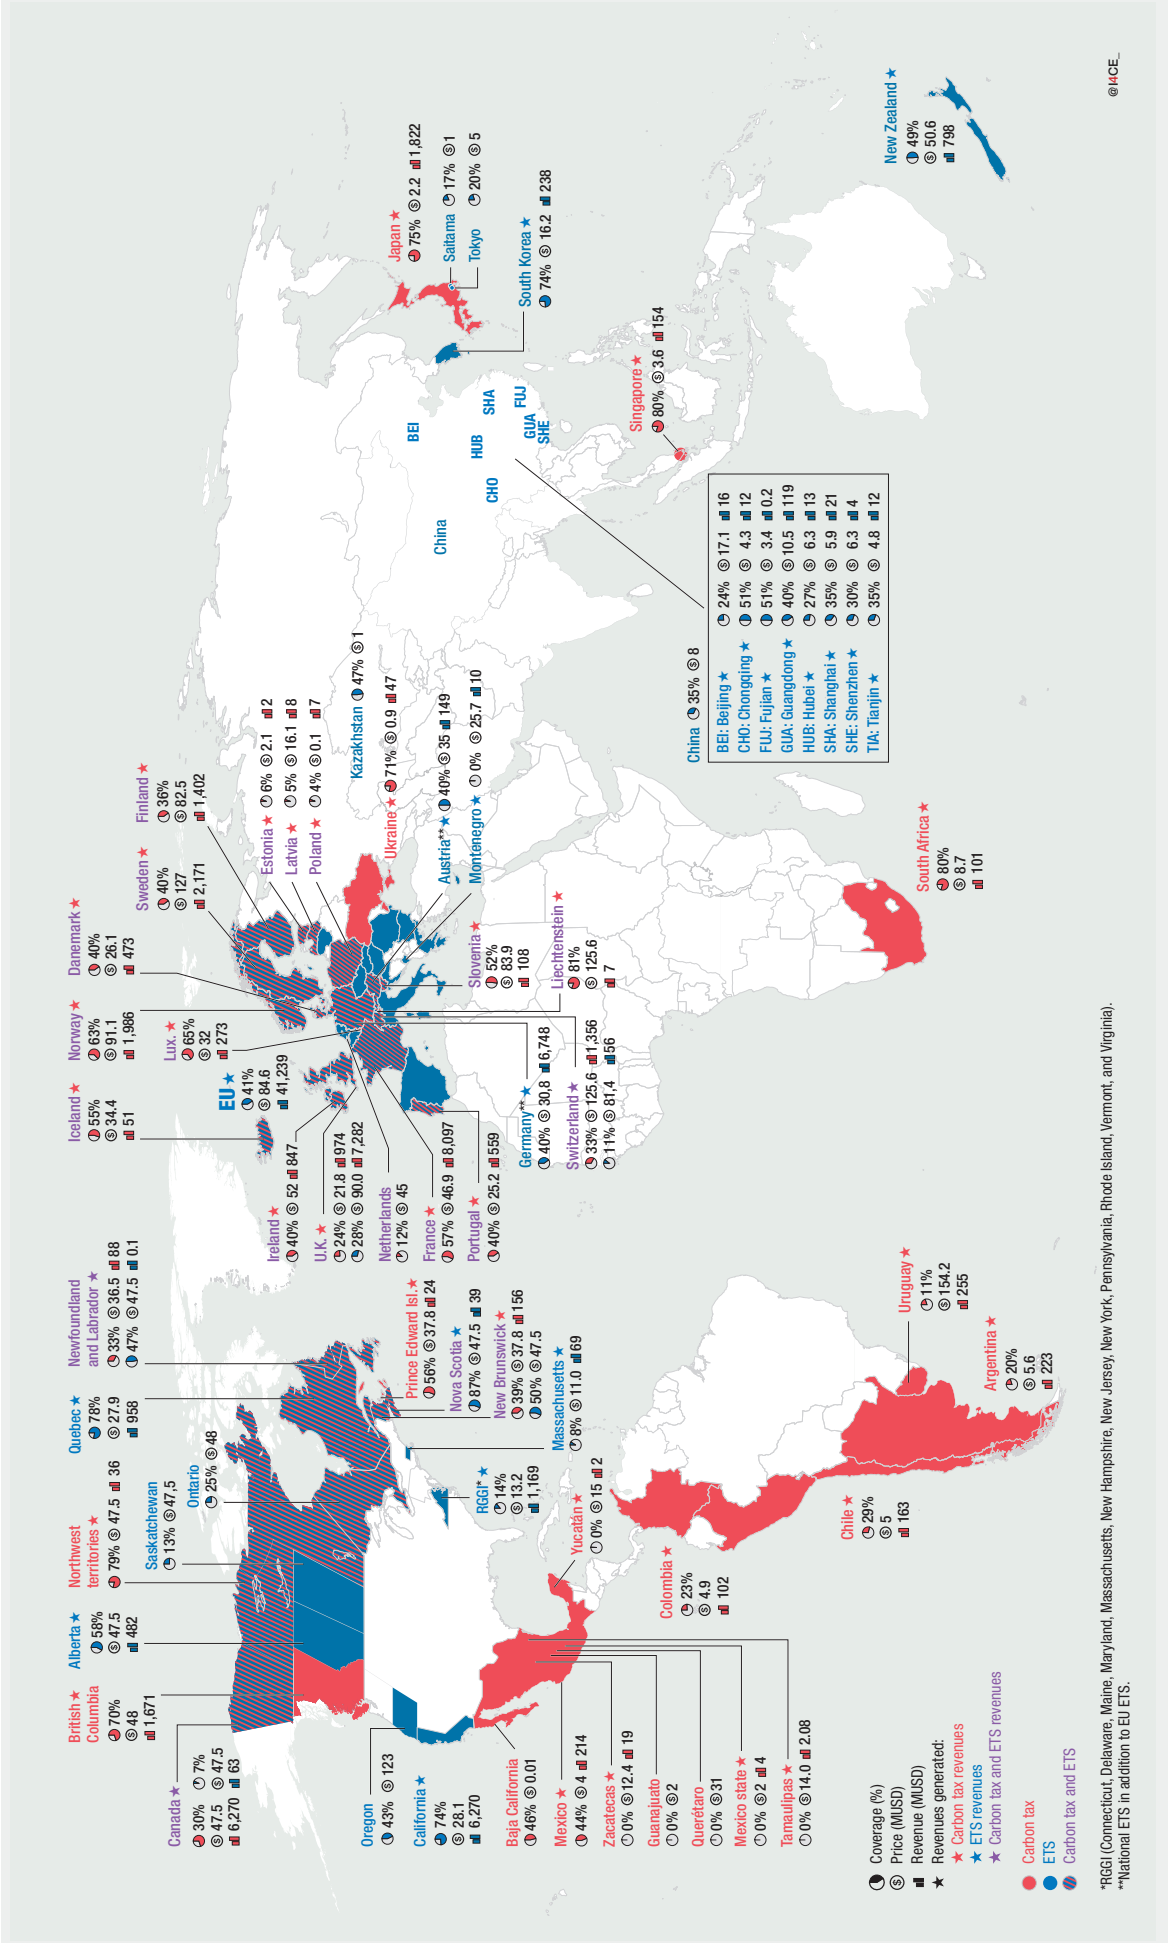 British ★
Columbia
70%
48
1,671
Alberta ★
58%
47.5
482
Northwest
territories ★
79% 47.5 36
Saskatchewan
13% 47,5
Ontario
25% 48
Quebec ★
78%
27.9
958
Newfoundland
and Labrador ★
33% 36.5 88
47% 47.5 0.1
Canada ★
30% 7%
47.5 47.5
6,270 63
Oregon
43% 123
California ★
74%
28.1
6,270
Baja California
46% 0.01
Mexico ★
44% 4 214
Zacatecas ★
0% 12.4 19
Guanajuato
0% 2
Querétaro
0% 31
Mexico state ★
0% 2 4
Tamaulipas ★
0% 14.0 2.08
Prince Edward Isl. ★
56% 37.8 24
Nova Scotia ★
87% 47.5 39
New Brunswick ★
39% 37.8 156
50% 47.5
Massachusetts ★
8% 11.0 69
RGGI* ★
14%
13.2
1,169
Yucatán ★
0% 15 2
Colombia ★
23%
4.9
102
Chile ★
29%
5
163
Uruguay ★
11%
154.2
255
Argentina ★
20%
5.6
223
Iceland ★
55%
34.4
51
Norway ★
63%
91.1
1,986
Danemark ★
40%
26.1
473
Lux. ★
65%
32
273
EU ★
41%
84.6
41,239
Sweden ★
40%
127
2,171
Finland ★
36%
82.5
1,402
Estonia ★ 6% 2.1 2
Latvia ★ 5% 16.1 8
Poland ★ 4% 0.1 7
Kazakhstan 47% 1
Ukraine ★ 71% 0.9 47
Austria** ★ 40% 35 149
Montenegro ★ 0% 25.7 10
Ireland ★
40% 52 847
U.K. ★
24% 21.8 974
28% 90.0 7,282
Netherlands
12% 45
France ★
57% 46.9 8,097
Portugal ★
40% 25.2 559
Slovenia ★
52%
83.9
108
Germany** ★
40% 30,8 6,748
Liechtenstein ★
81%
125.6
7
Switzerland ★
33% 125.6 1,356
11% 81,4 56
South Africa ★
80%
8.7
101
China
BEI
HUB
SHA
CHO
GUA
FUJ
SHE
China 35% 8
BEI: Beijing ★ 24% 17.1 16
CHO: Chongqing ★ 51% 4.3 12
FUJ: Fujian ★ 51% 3.4 0.2
GUA: Guangdong ★ 40% 10.5 119
HUB: Hubei ★ 27% 6.3 13
SHA: Shanghai ★ 35% 5.9 21
SHE: Shenzhen ★ 30% 6.3 4
TIA: Tianjin ★ 35% 4.8 12
Japan ★
75% 2.2 1,822
Saitama 17% 1
Tokyo 20% 5
South Korea ★
74% 16.2 238
Singapore ★
80% 3.6 154
New Zealand ★
49%
50.6
798
Coverage (%)
Price (MUSD)
Revenue (MUSD)
★ Revenues generated:
★ Carbon tax revenues
★ ETS revenues
★ Carbon tax and ETS revenues
Carbon tax
ETS
Carbon tax and ETS
*RGGI (Connecticut, Delaware, Maine, Maryland, Massachusetts, New Hampshire, New Jersey, New York, Pennsylvania, Rhode Island, Vermont, and Virginia).
**National ETS in addition to EU ETS.
@I4CE_